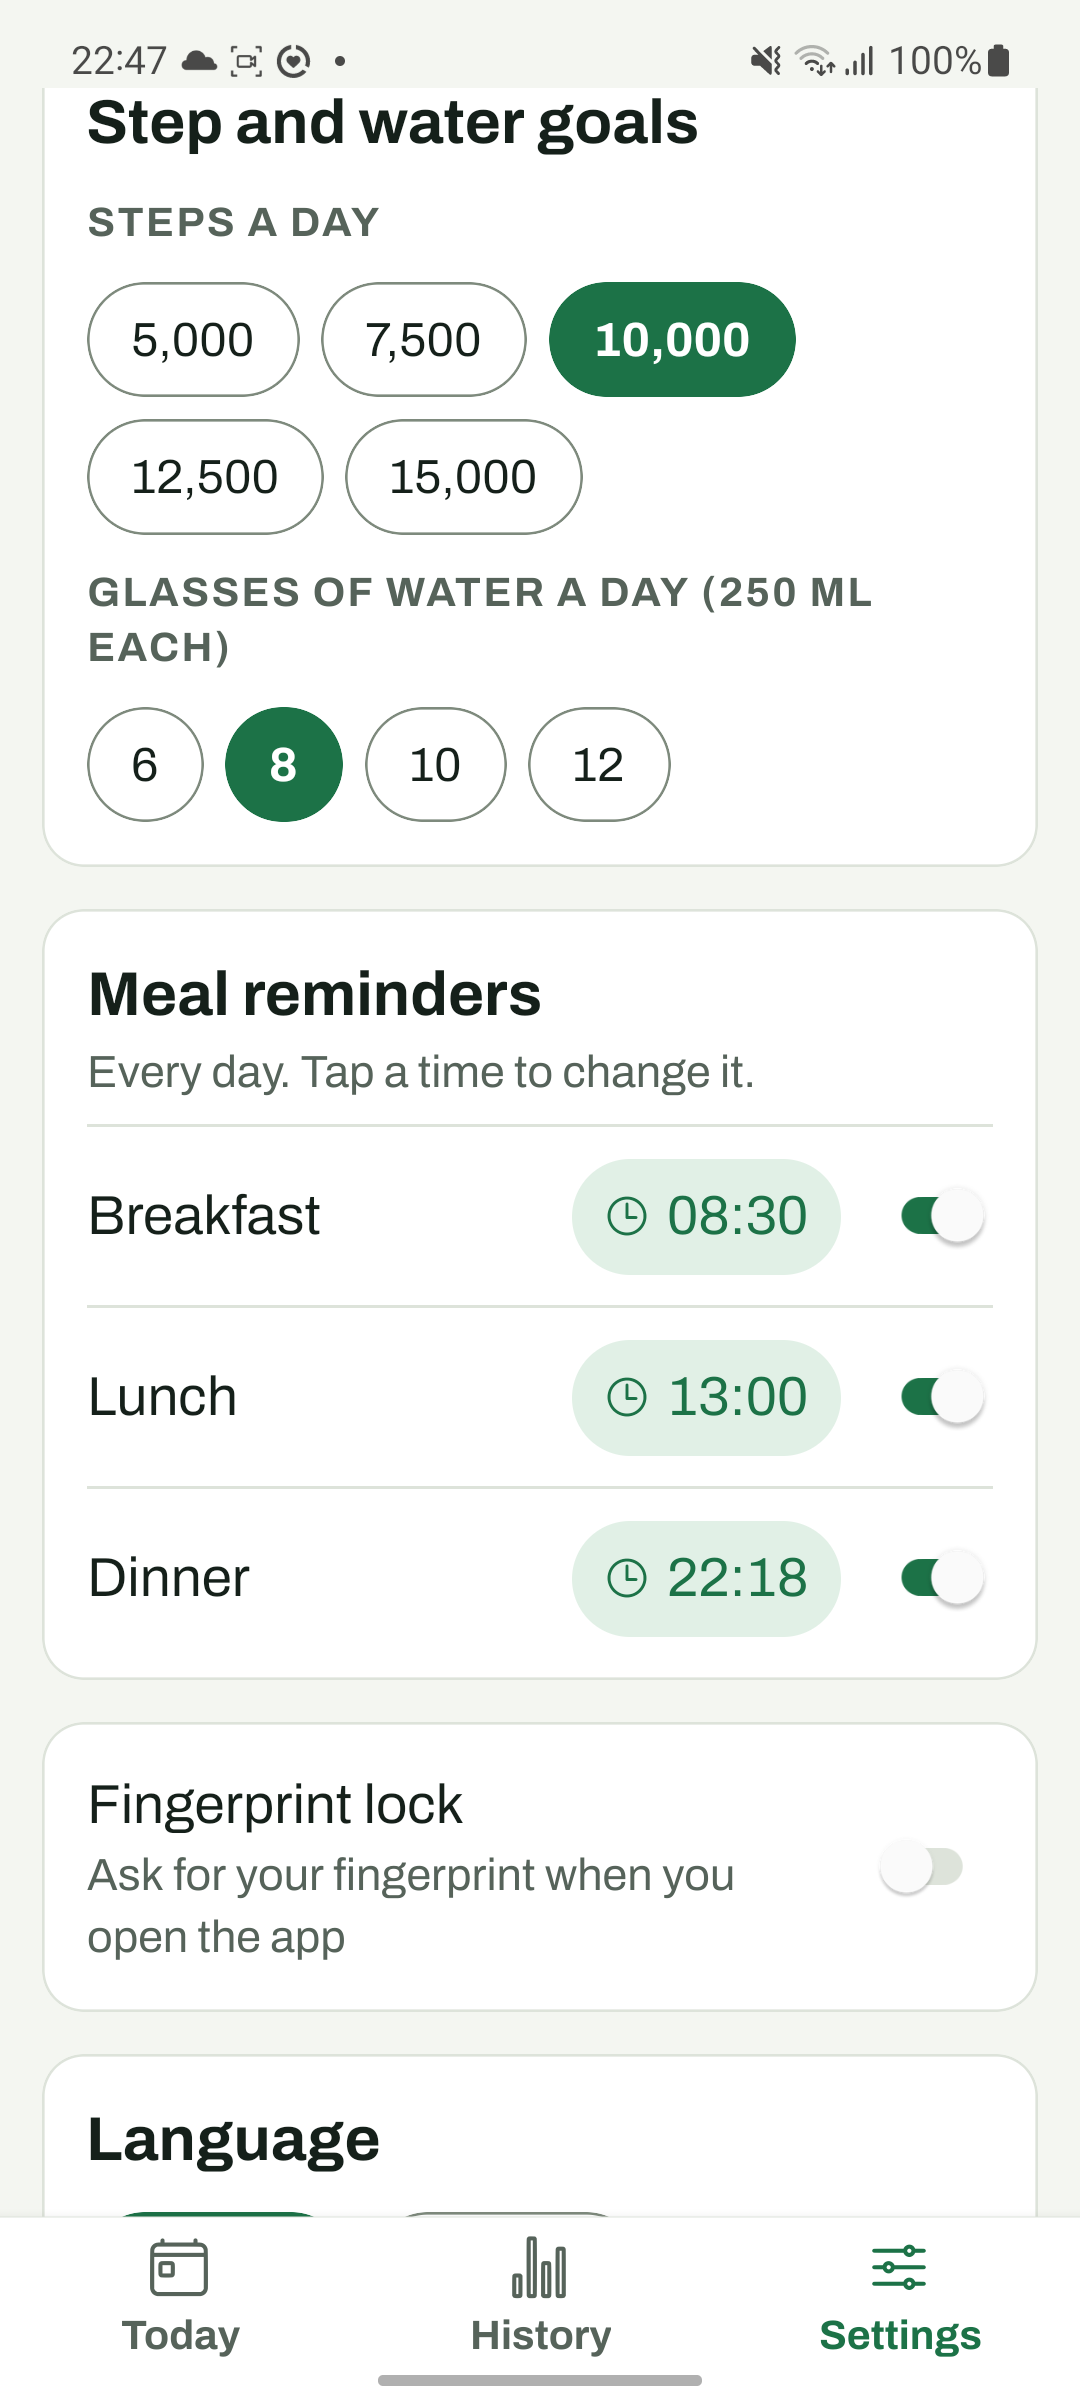 22:47
100%
Step and water goals
STEPS A DAY
5,000 7,500 10,000
12,500 15,000
GLASSES OF WATER A DAY (250 ML
EACH)
6 8 10 12
Meal reminders
Every day. Tap a time to change it.
Breakfast 08:30
Lunch 13:00
Dinner 22:18
Fingerprint lock
Ask for your fingerprint when you
open the app
Language
Today History Settings